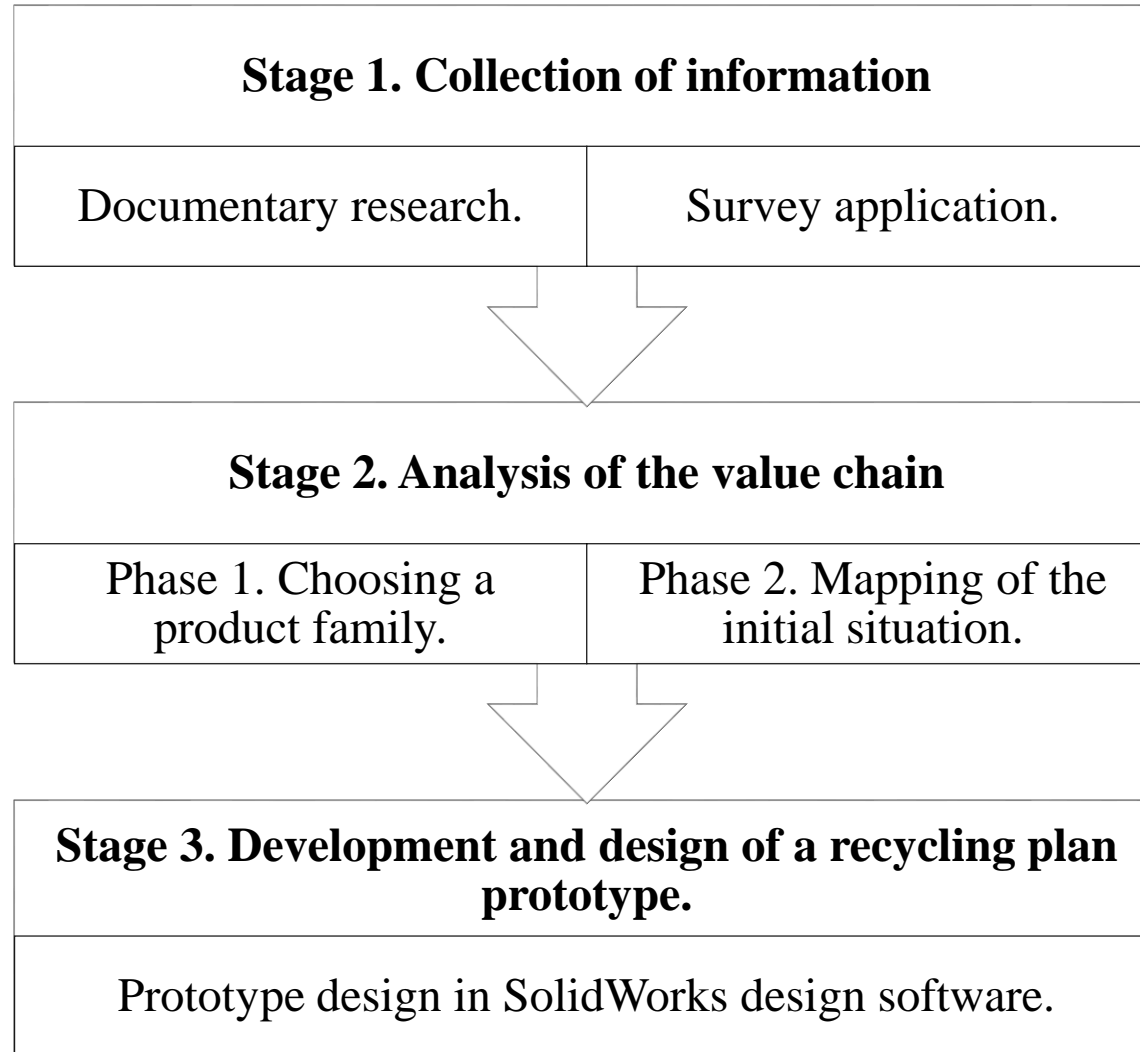 Stage 1. Collection of information
Documentary research.
Survey application.
Stage 2. Analysis of the value chain
Phase 1. Choosing a
product family.
Phase 2. Mapping of the
initial situation.
Stage 3. Development and design of a recycling plan
prototype.
Prototype design in SolidWorks design software.